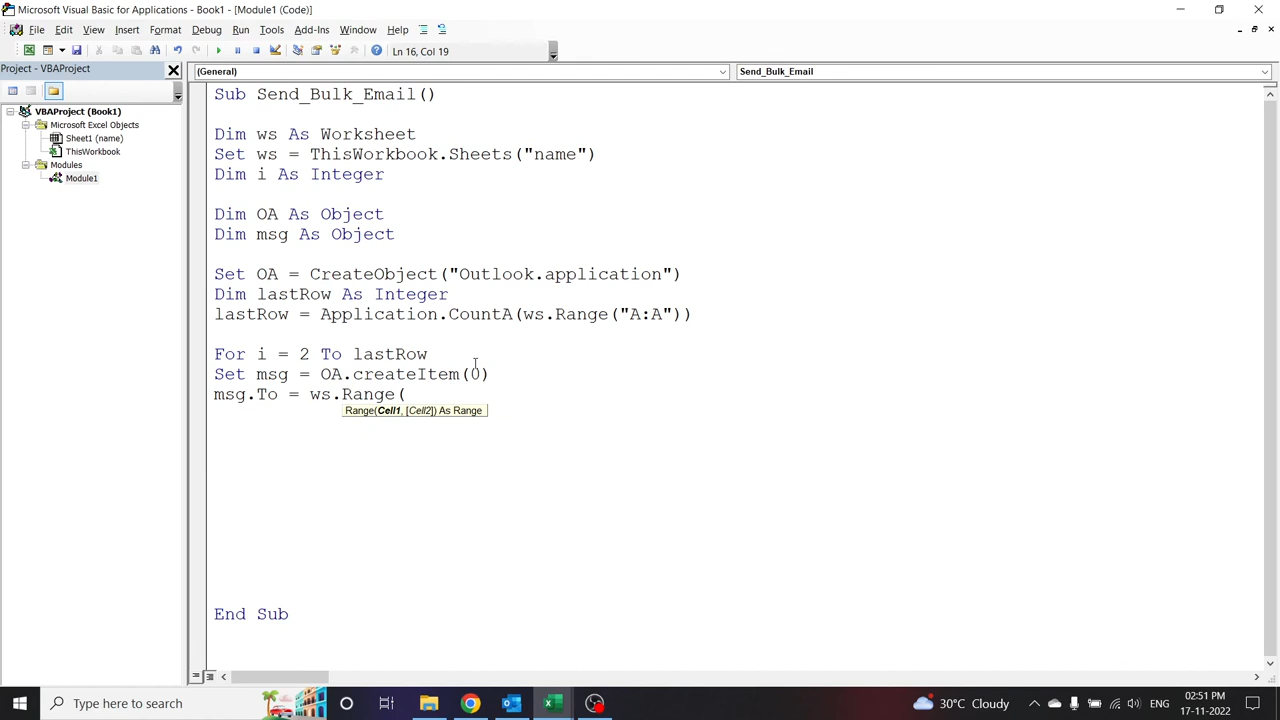 Microsoft Visual Basic for Applications - Book1 - [Module1 (Code)]
File Edit View Insert Format Debug Run Tools Add-Ins Window Help
Ln 16, Col 19
Project - VBAProject
(General)
Send_Bulk_Email
VBAProject (Book1)
Microsoft Excel Objects
Sheet1 (name)
ThisWorkbook
Modules
Module1
Sub Send_Bulk_Email()
Dim ws As Worksheet
Set ws = ThisWorkbook.Sheets("name")
Dim i As Integer
Dim OA As Object
Dim msg As Object
Set OA = CreateObject("Outlook.application")
Dim lastRow As Integer
lastRow = Application.CountA(ws.Range("A:A"))
For i = 2 To lastRow
Set msg = OA.createItem(0)
msg.To = ws.Range(
Range(Cell1, [Cell2]) As Range
End Sub
Type here to search
30°C Cloudy
ENG
02:51 PM
17-11-2022